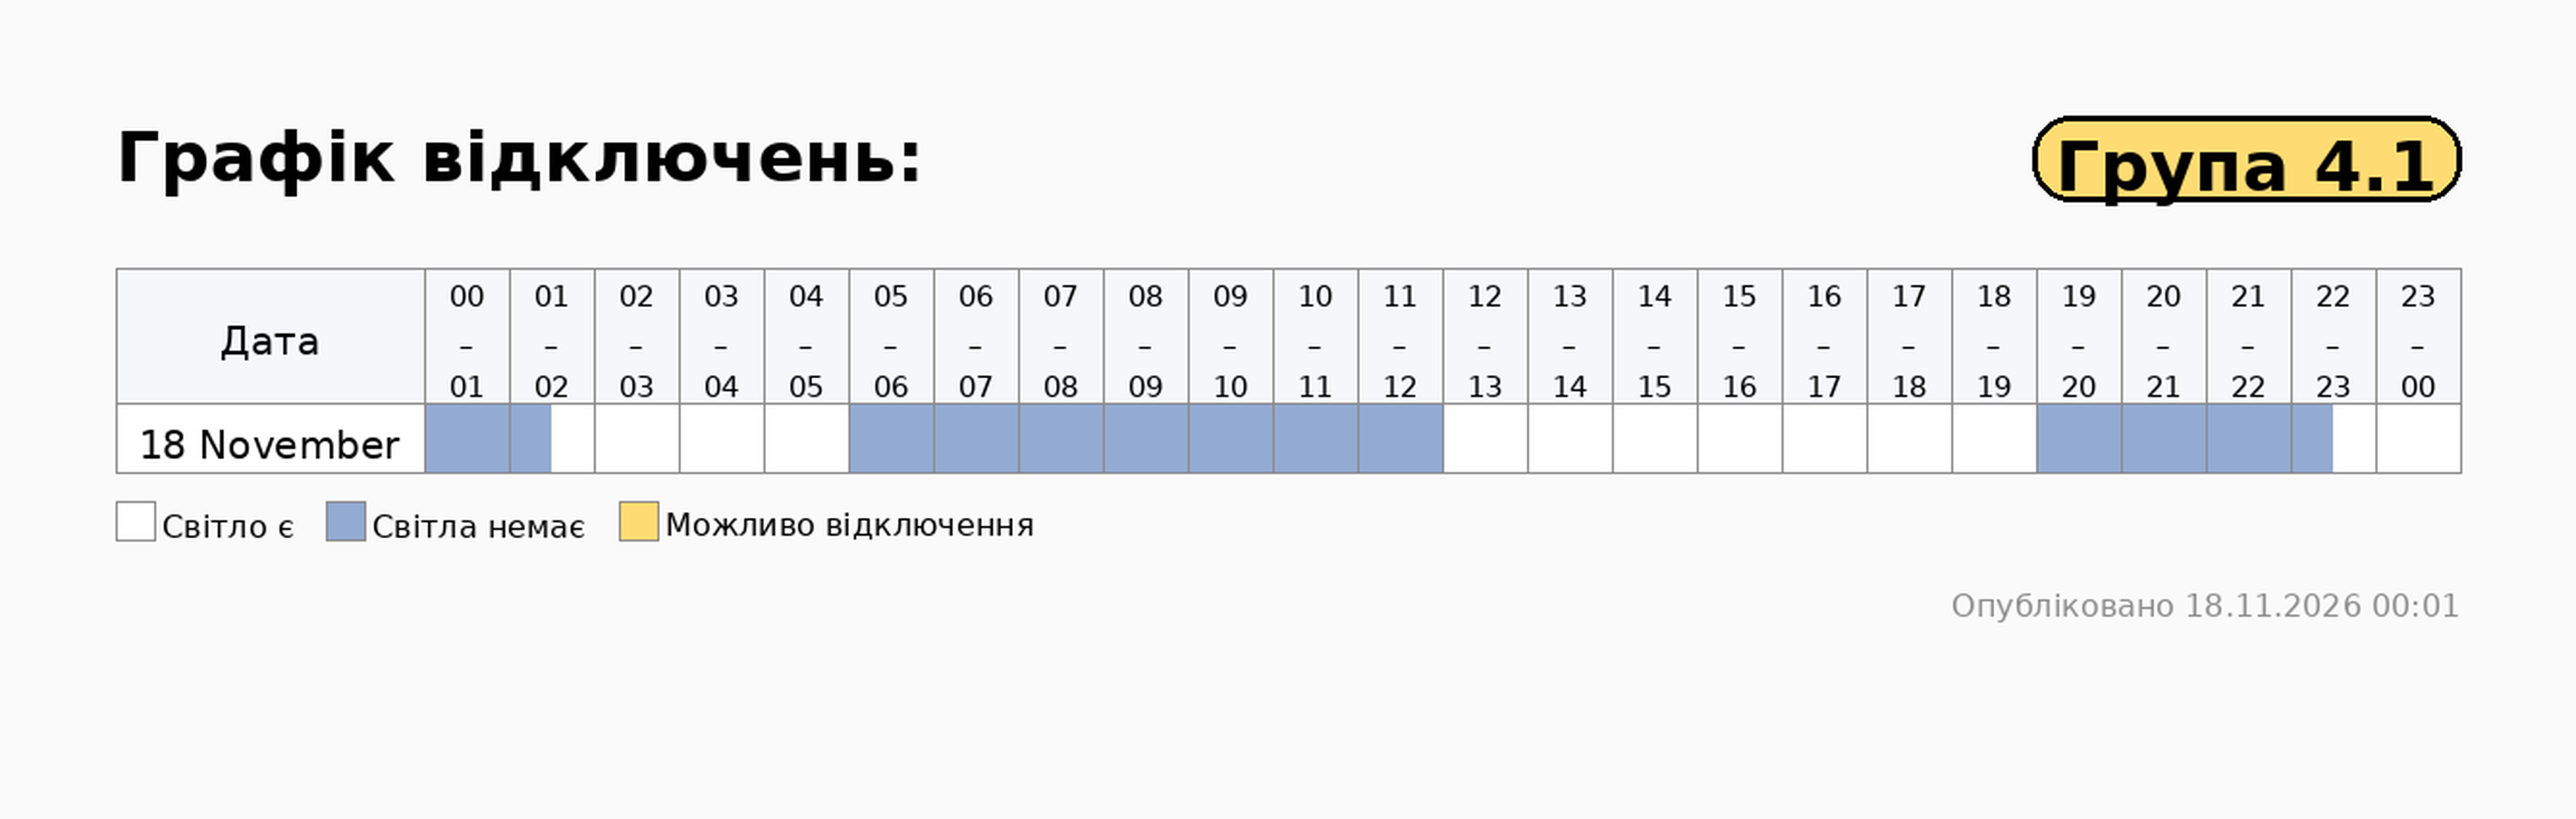 Графік відключень:
Група 4.1
Дата
00 – 01
01 – 02
02 – 03
03 – 04
04 – 05
05 – 06
06 – 07
07 – 08
08 – 09
09 – 10
10 – 11
11 – 12
12 – 13
13 – 14
14 – 15
15 – 16
16 – 17
17 – 18
18 – 19
19 – 20
20 – 21
21 – 22
22 – 23
23 – 00
18 November
Світло є
Світла немає
Можливо відключення
Опубліковано 18.11.2026 00:01